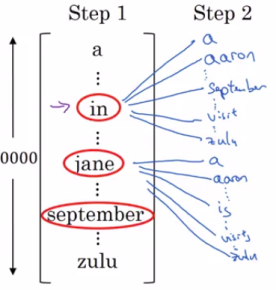 Step 1
Step 2
a
in
jane
september
zulu
0000
a
aaron
september
visit
zulu
a
aaron
is
visits
zulu